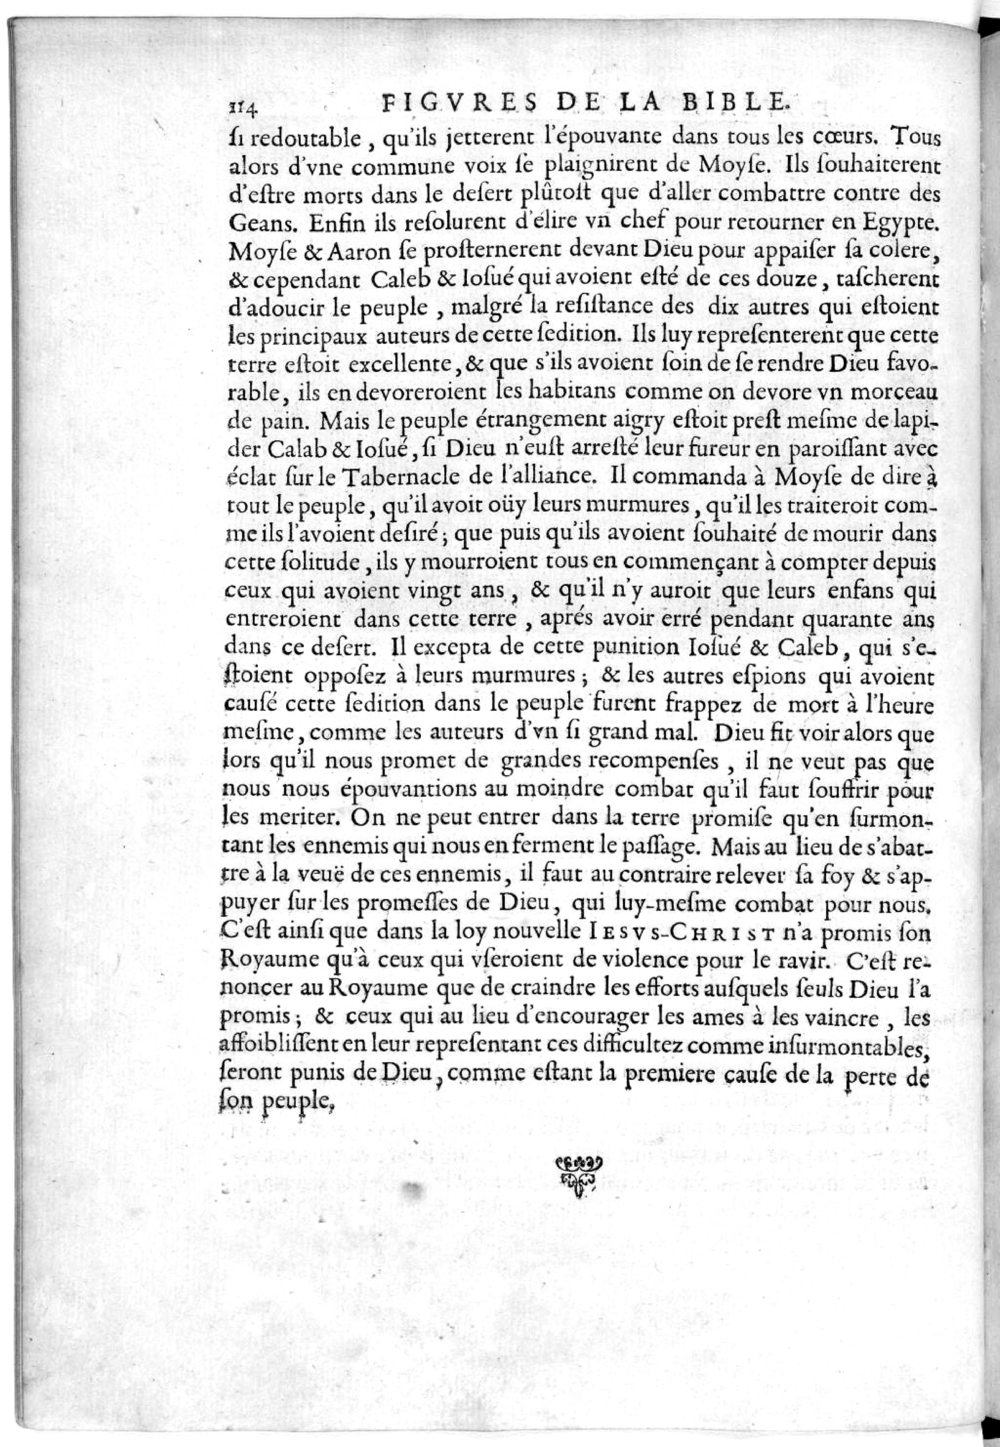 114 FIGVRES DE LA BIBLE.
ſi redoutable, qu'ils jetterent l'épouvante dans tous les cœurs. Tous
alors d'vne commune voix ſe plaignirent de Moyſe. Ils ſouhaiterent
d'eſtre morts dans le deſert plûtoſt que d'aller combattre contre des
Geans. Enfin ils reſolurent d'élire vn chef pour retourner en Egypte.
Moyſe & Aaron ſe proſternerent devant Dieu pour appaiſer ſa colere,
& cependant Caleb & Ioſué qui avoient eſté de ces douze, taſcherent
d'adoucir le peuple, malgré la reſiſtance des dix autres qui eſtoient
les principaux auteurs de cette ſedition. Ils luy repreſenterent que cette
terre eſtoit excellente, & que s'ils avoient ſoin de ſe rendre Dieu favo-
rable, ils en devoreroient les habitans comme on devore vn morceau
de pain. Mais le peuple étrangement aigry eſtoit preſt meſme de lapi-
der Calab & Ioſué, ſi Dieu n'euſt arreſté leur fureur en paroiſſant avec
éclat ſur le Tabernacle de l'alliance. Il commanda à Moyſe de dire à
tout le peuple, qu'il avoit oüy leurs murmures, qu'il les traiteroit com-
me ils l'avoient deſiré; que puis qu'ils avoient ſouhaité de mourir dans
cette ſolitude, ils y mourroient tous en commençant à compter depuis
ceux qui avoient vingt ans, & qu'il n'y auroit que leurs enfans qui
entreroient dans cette terre, aprés avoir erré pendant quarante ans
dans ce deſert. Il excepta de cette punition Ioſué & Caleb, qui s'e-
ſtoient oppoſez à leurs murmures; & les autres eſpions qui avoient
cauſé cette ſedition dans le peuple furent frappez de mort à l'heure
meſme, comme les auteurs d'vn ſi grand mal. Dieu fit voir alors que
lors qu'il nous promet de grandes recompenſes, il ne veut pas que
nous nous épouvantions au moindre combat qu'il faut ſouffrir pour
les meriter. On ne peut entrer dans la terre promiſe qu'en ſurmon-
tant les ennemis qui nous en ferment le paſſage. Mais au lieu de s'abat-
tre à la veuë de ces ennemis, il faut au contraire relever ſa foy & s'ap-
puyer ſur les promeſſes de Dieu, qui luy-meſme combat pour nous.
C'eſt ainſi que dans la loy nouvelle IESVS-CHRIST n'a promis ſon
Royaume qu'à ceux qui vſeroient de violence pour le ravir. C'eſt re-
noncer au Royaume que de craindre les efforts auſquels ſeuls Dieu l'a
promis; & ceux qui au lieu d'encourager les ames à les vaincre, les
affoibliſſent en leur repreſentant ces difficultez comme inſurmontables,
ſeront punis de Dieu, comme eſtant la premiere cauſe de la perte de
ſon peuple.